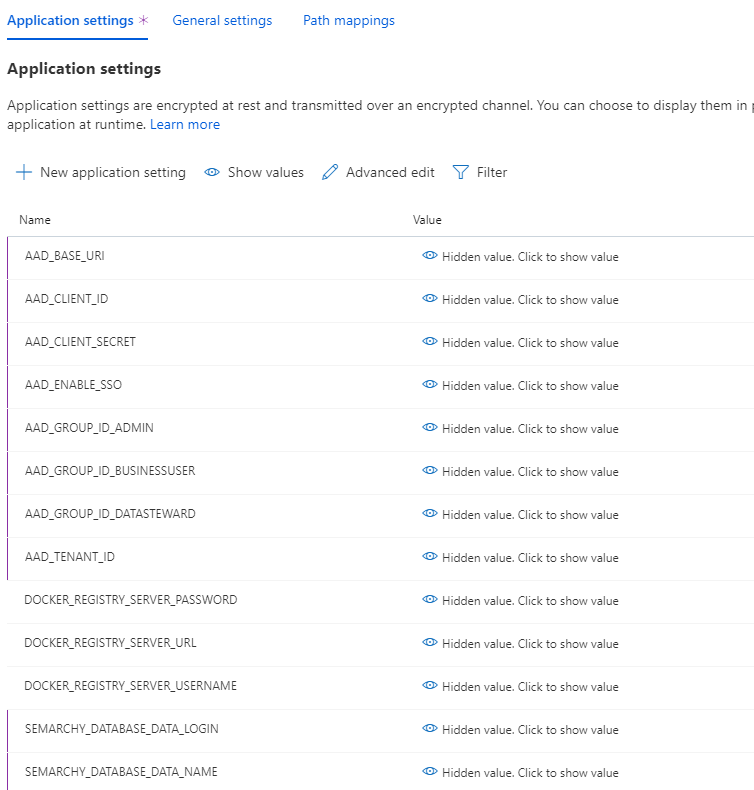 Application settings * General settings Path mappings
Application settings
Application settings are encrypted at rest and transmitted over an encrypted channel. You can choose to display them in
application at runtime. Learn more
New application setting Show values Advanced edit Filter
Name Value
AAD_BASE_URI Hidden value. Click to show value
AAD_CLIENT_ID Hidden value. Click to show value
AAD_CLIENT_SECRET Hidden value. Click to show value
AAD_ENABLE_SSO Hidden value. Click to show value
AAD_GROUP_ID_ADMIN Hidden value. Click to show value
AAD_GROUP_ID_BUSINESSUSER Hidden value. Click to show value
AAD_GROUP_ID_DATASTEWARD Hidden value. Click to show value
AAD_TENANT_ID Hidden value. Click to show value
DOCKER_REGISTRY_SERVER_PASSWORD Hidden value. Click to show value
DOCKER_REGISTRY_SERVER_URL Hidden value. Click to show value
DOCKER_REGISTRY_SERVER_USERNAME Hidden value. Click to show value
SEMARCHY_DATABASE_DATA_LOGIN Hidden value. Click to show value
SEMARCHY_DATABASE_DATA_NAME Hidden value. Click to show value